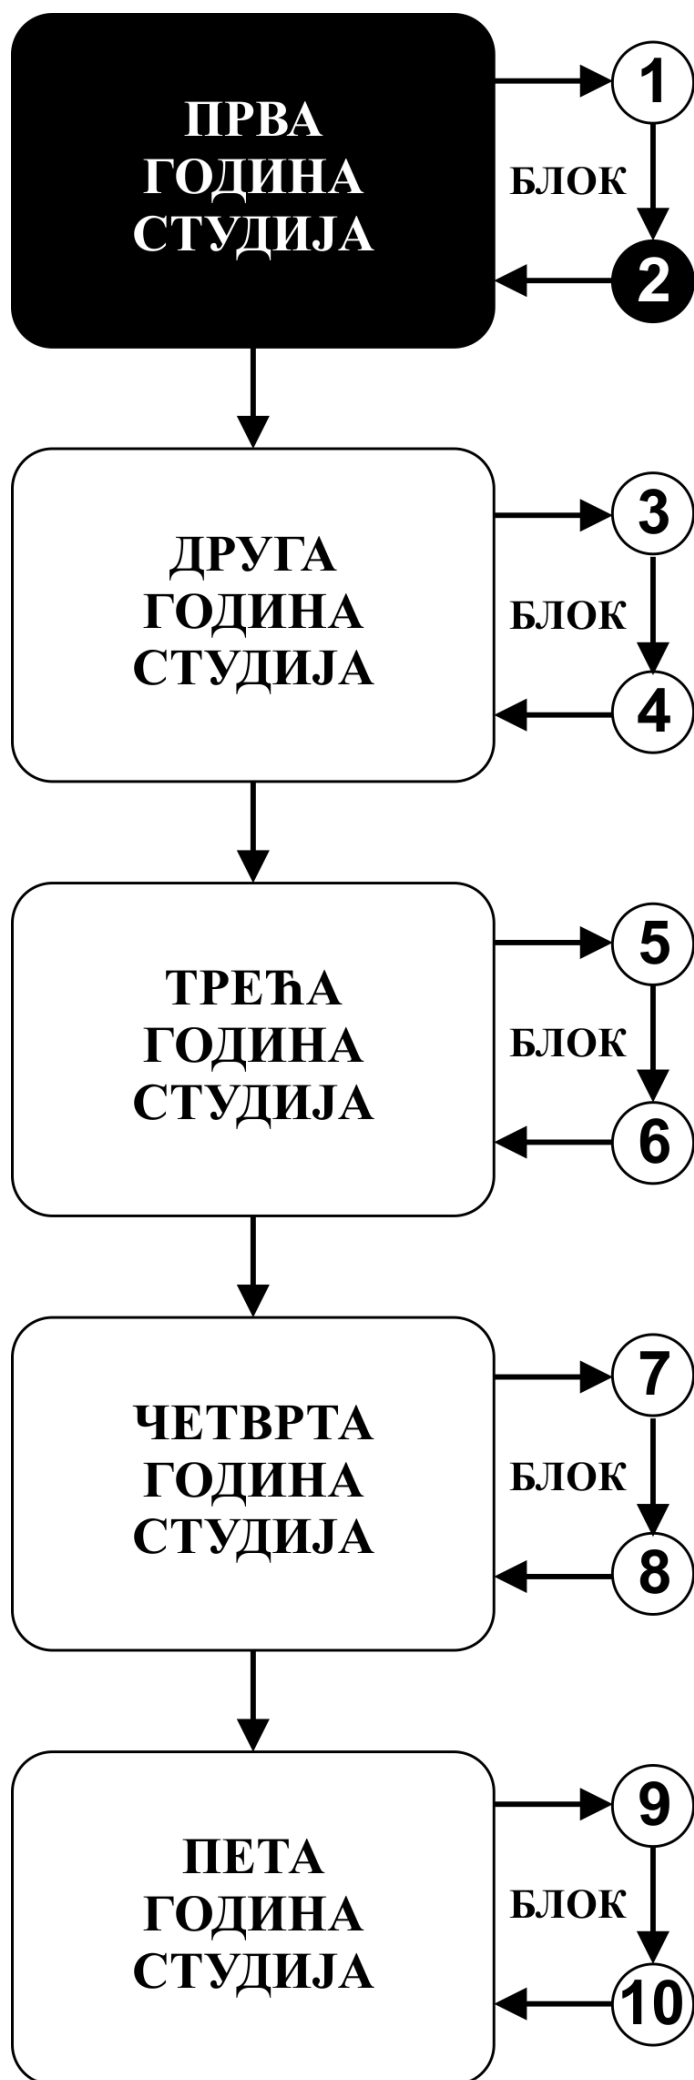 ПРВА
ГОДИНА
СТУДИЈА
1
БЛОК
2
ДРУГА
ГОДИНА
СТУДИЈА
3
БЛОК
4
ТРЕЋА
ГОДИНА
СТУДИЈА
5
БЛОК
6
ЧЕТВРТА
ГОДИНА
СТУДИЈА
7
БЛОК
8
ПЕТА
ГОДИНА
СТУДИЈА
9
БЛОК
10